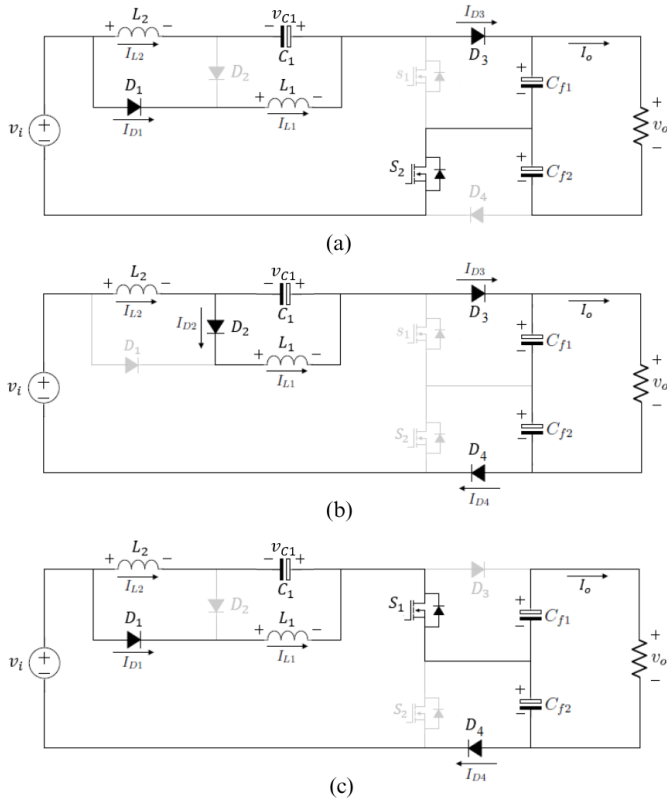 L2 vC1 ID3
+ − − + Io
IL2 C1 D3
D2 s1 + Cf1
D1 + L1 − −
ID1 IL1
vi + − + vo −
S2 + Cf2 −
D4
(a)
L2 vC1 ID3
+ − − + Io
IL2 C1 D3
ID2 D2 s1 + Cf1
D1 + L1 − −
IL1
vi + − + vo −
S2 + Cf2 −
D4
ID4
(b)
L2 vC1
+ − − + Io
IL2 C1 D3
D2 S1 + Cf1
D1 + L1 − −
ID1 IL1
vi + − + vo −
S2 + Cf2 −
D4
ID4
(c)